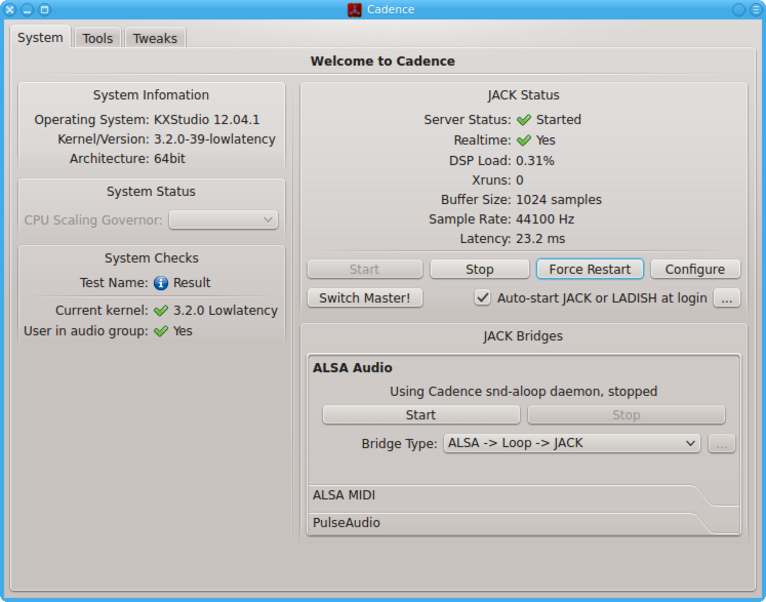 Cadence
System Tools Tweaks
Welcome to Cadence
System Infomation
Operating System: KXStudio 12.04.1
Kernel/Version: 3.2.0-39-lowlatency
Architecture: 64bit
System Status
CPU Scaling Governor:
System Checks
Test Name: Result
Current kernel: 3.2.0 Lowlatency
User in audio group: Yes
JACK Status
Server Status: Started
Realtime: Yes
DSP Load: 0.31%
Xruns: 0
Buffer Size: 1024 samples
Sample Rate: 44100 Hz
Latency: 23.2 ms
Start Stop Force Restart Configure
Switch Master! Auto-start JACK or LADISH at login ...
JACK Bridges
ALSA Audio
Using Cadence snd-aloop daemon, stopped
Start Stop
Bridge Type: ALSA -> Loop -> JACK ...
ALSA MIDI
PulseAudio